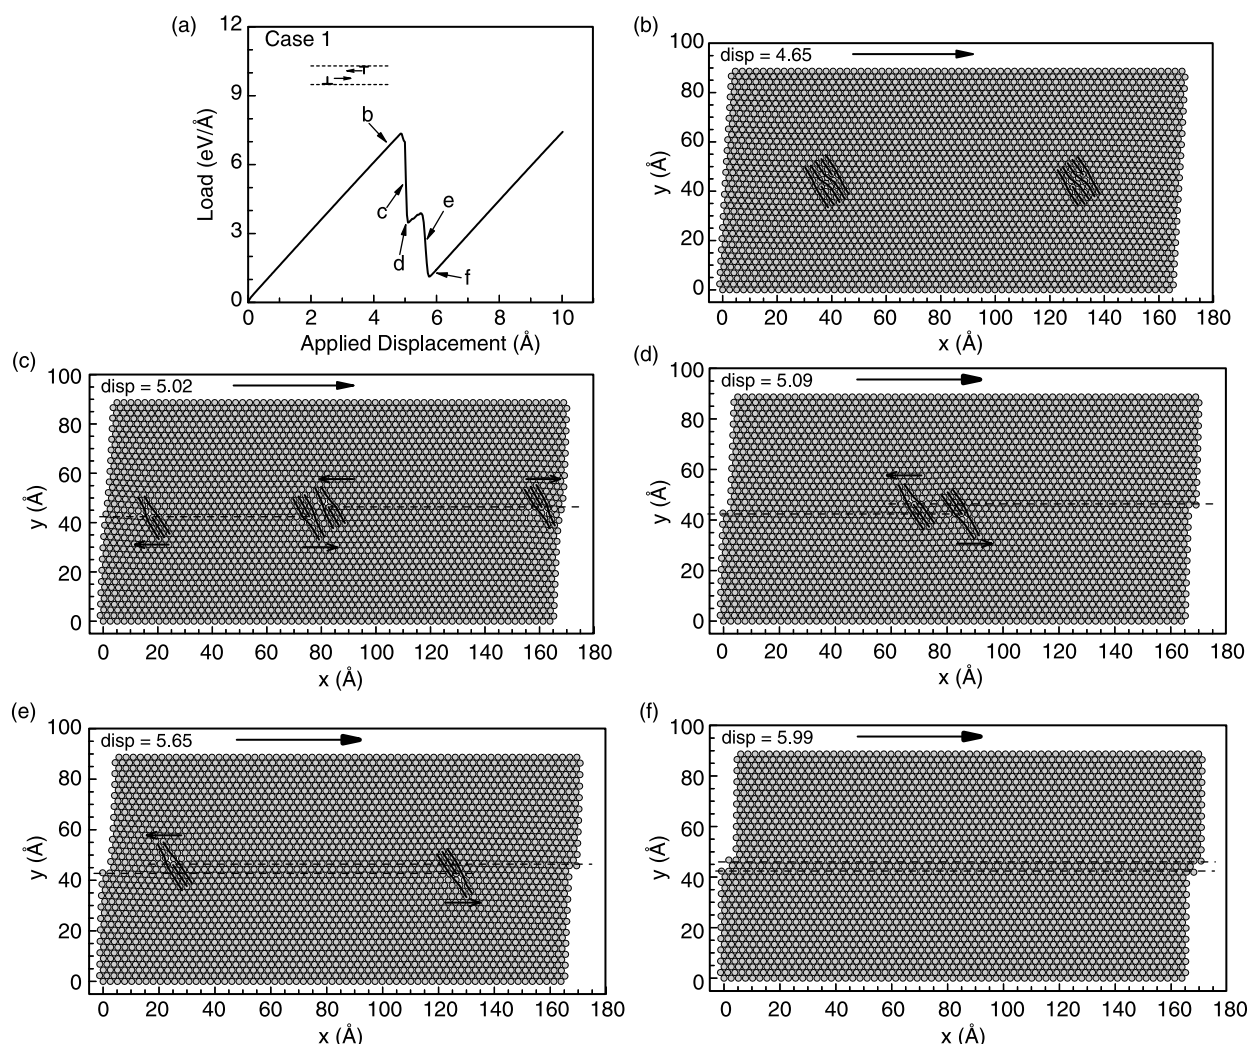 (a)
Case 1
12
9
6
3
0
Load (eV/Å)
b
c
d
e
f
0 2 4 6 8 10
Applied Displacement (Å)
(b)
disp = 4.65
100
80
60
40
20
0
y (Å)
0 20 40 60 80 100 120 140 160 180
x (Å)
(c)
disp = 5.02
100
80
60
40
20
0
y (Å)
0 20 40 60 80 100 120 140 160 180
x (Å)
(d)
disp = 5.09
100
80
60
40
20
0
y (Å)
0 20 40 60 80 100 120 140 160 180
x (Å)
(e)
disp = 5.65
100
80
60
40
20
0
y (Å)
0 20 40 60 80 100 120 140 160 180
x (Å)
(f)
disp = 5.99
100
80
60
40
20
0
y (Å)
0 20 40 60 80 100 120 140 160 180
x (Å)